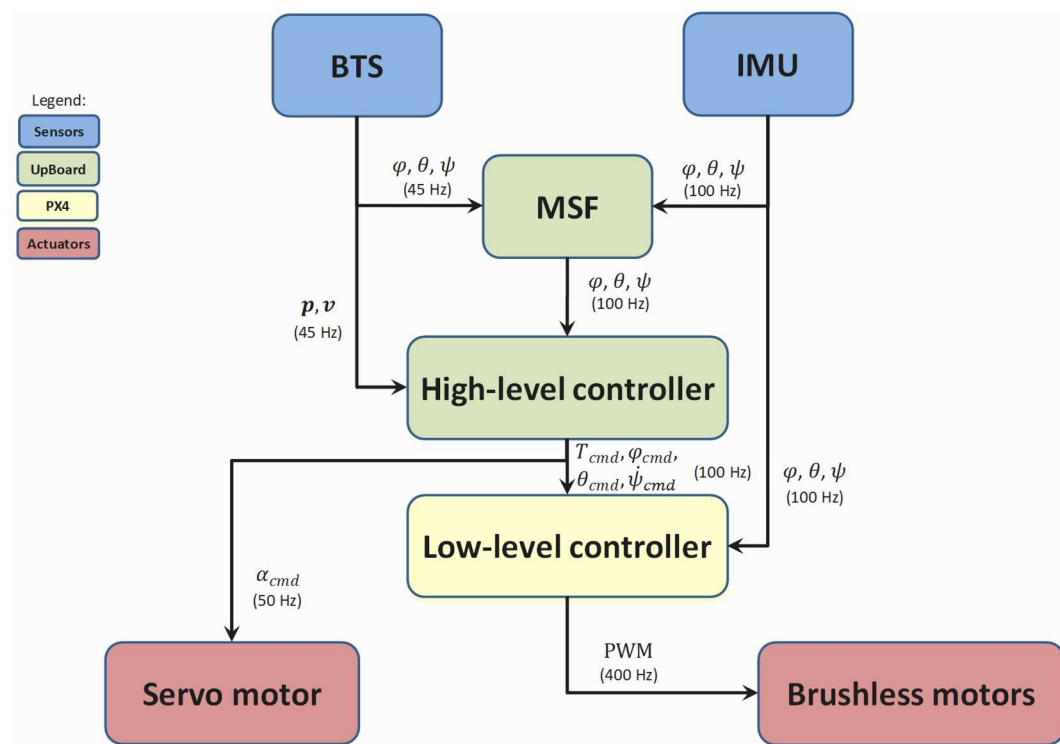 BTS
IMU
Legend:
Sensors
UpBoard
PX4
Actuators
φ, θ, ψ
(45 Hz)
φ, θ, ψ
(100 Hz)
MSF
φ, θ, ψ
(100 Hz)
p, v
(45 Hz)
High-level controller
T_cmd, φ_cmd,
θ_cmd, ψ̇_cmd (100 Hz)
φ, θ, ψ
(100 Hz)
Low-level controller
α_cmd
(50 Hz)
PWM
(400 Hz)
Servo motor
Brushless motors